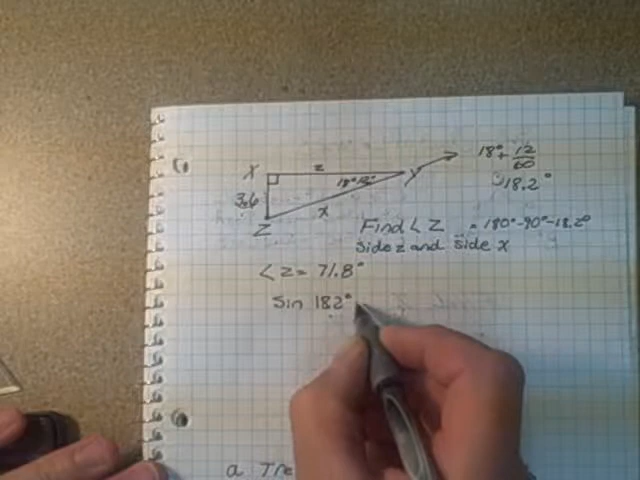 X z Y 18° + 12/60
18°12' 18.2°
3.6 x
Z Find < Z = 180°-90°-18.2°
side z and side x
< Z = 71.8°
Sin 18.2°
a Tre